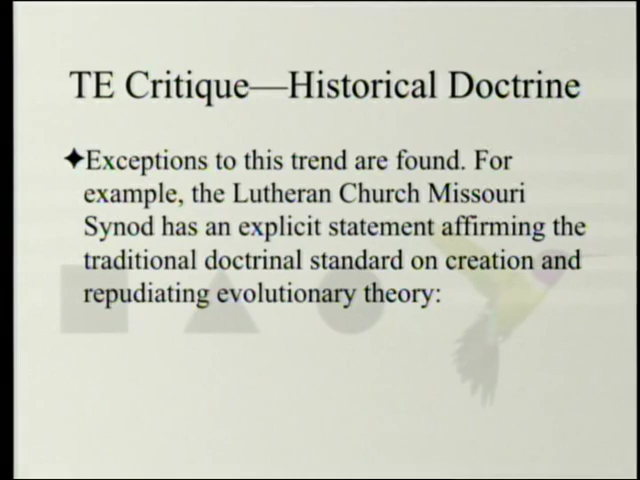 TE Critique—Historical Doctrine
✦Exceptions to this trend are found. For
example, the Lutheran Church Missouri
Synod has an explicit statement affirming the
traditional doctrinal standard on creation and
repudiating evolutionary theory: